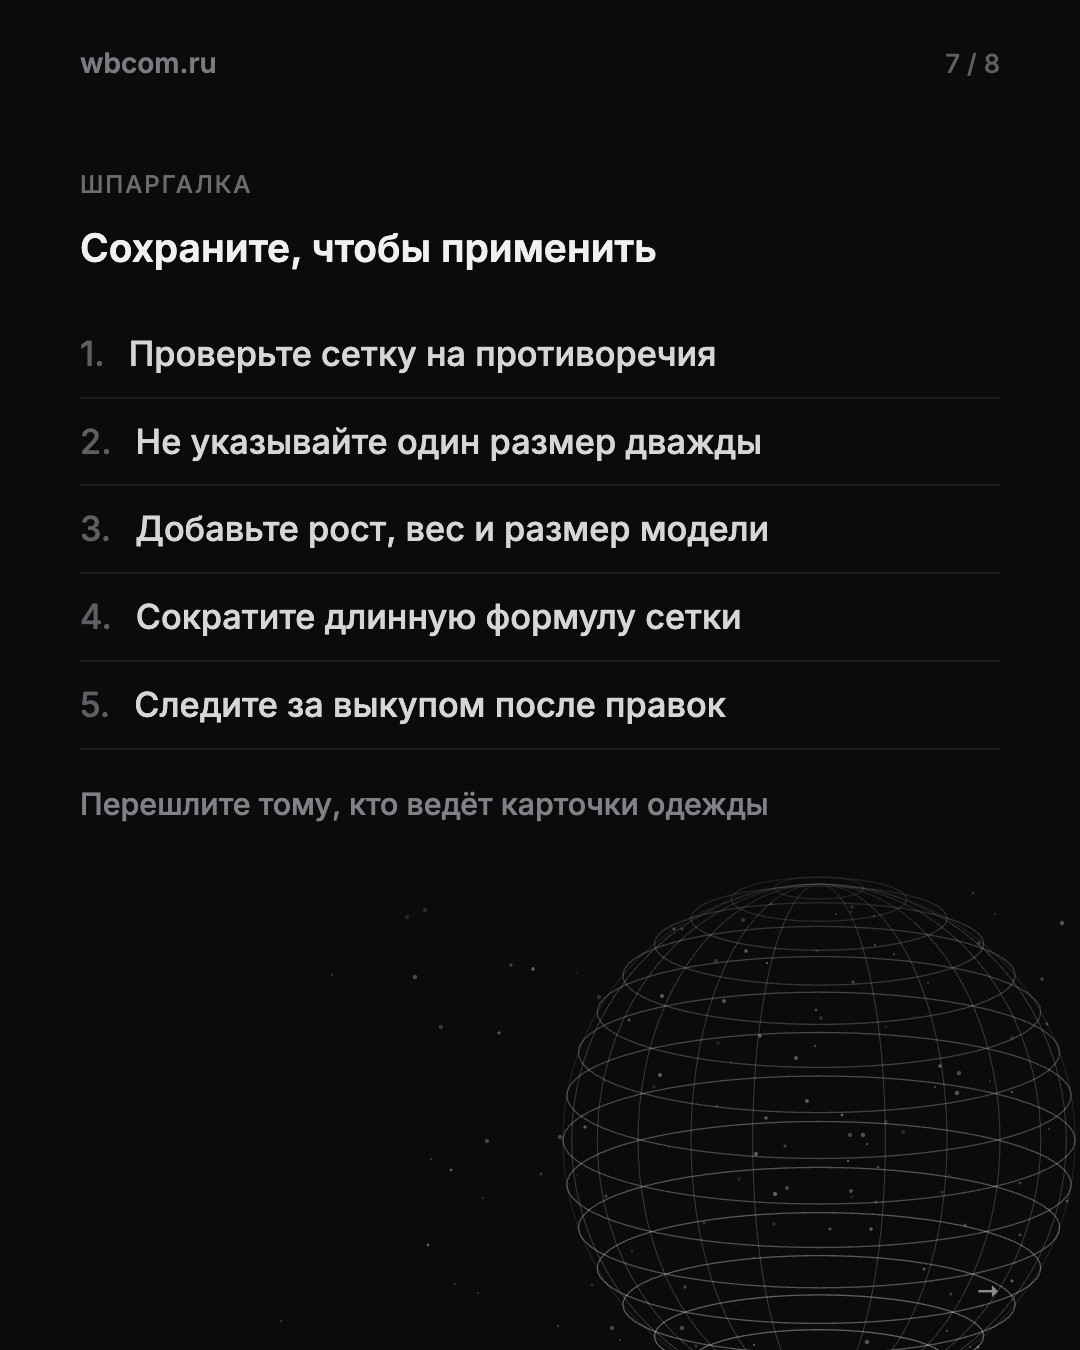 wbcom.ru
7 / 8
ШПАРГАЛКА
Сохраните, чтобы применить
1. Проверьте сетку на противоречия
2. Не указывайте один размер дважды
3. Добавьте рост, вес и размер модели
4. Сократите длинную формулу сетки
5. Следите за выкупом после правок
Перешлите тому, кто ведёт карточки одежды
→